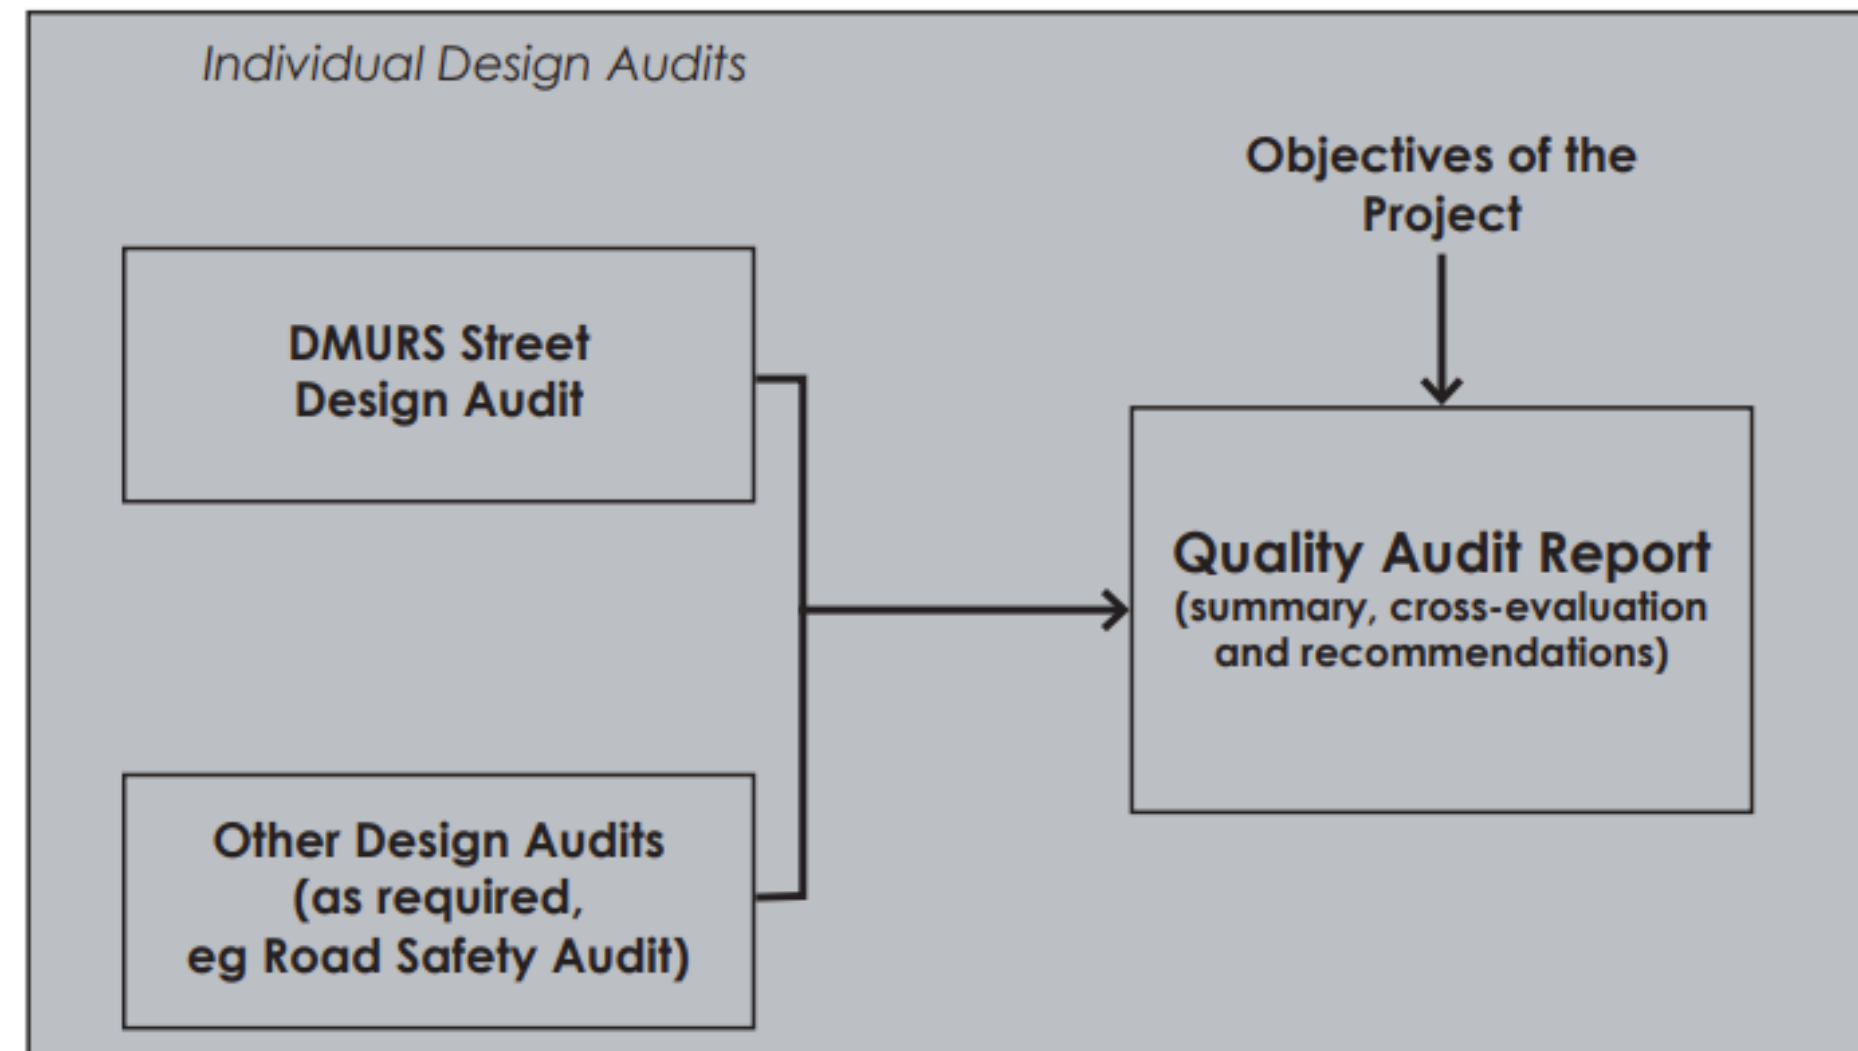 Individual Design Audits
Objectives of the
Project
DMURS Street
Design Audit
Quality Audit Report
(summary, cross-evaluation
and recommendations)
Other Design Audits
(as required,
eg Road Safety Audit)